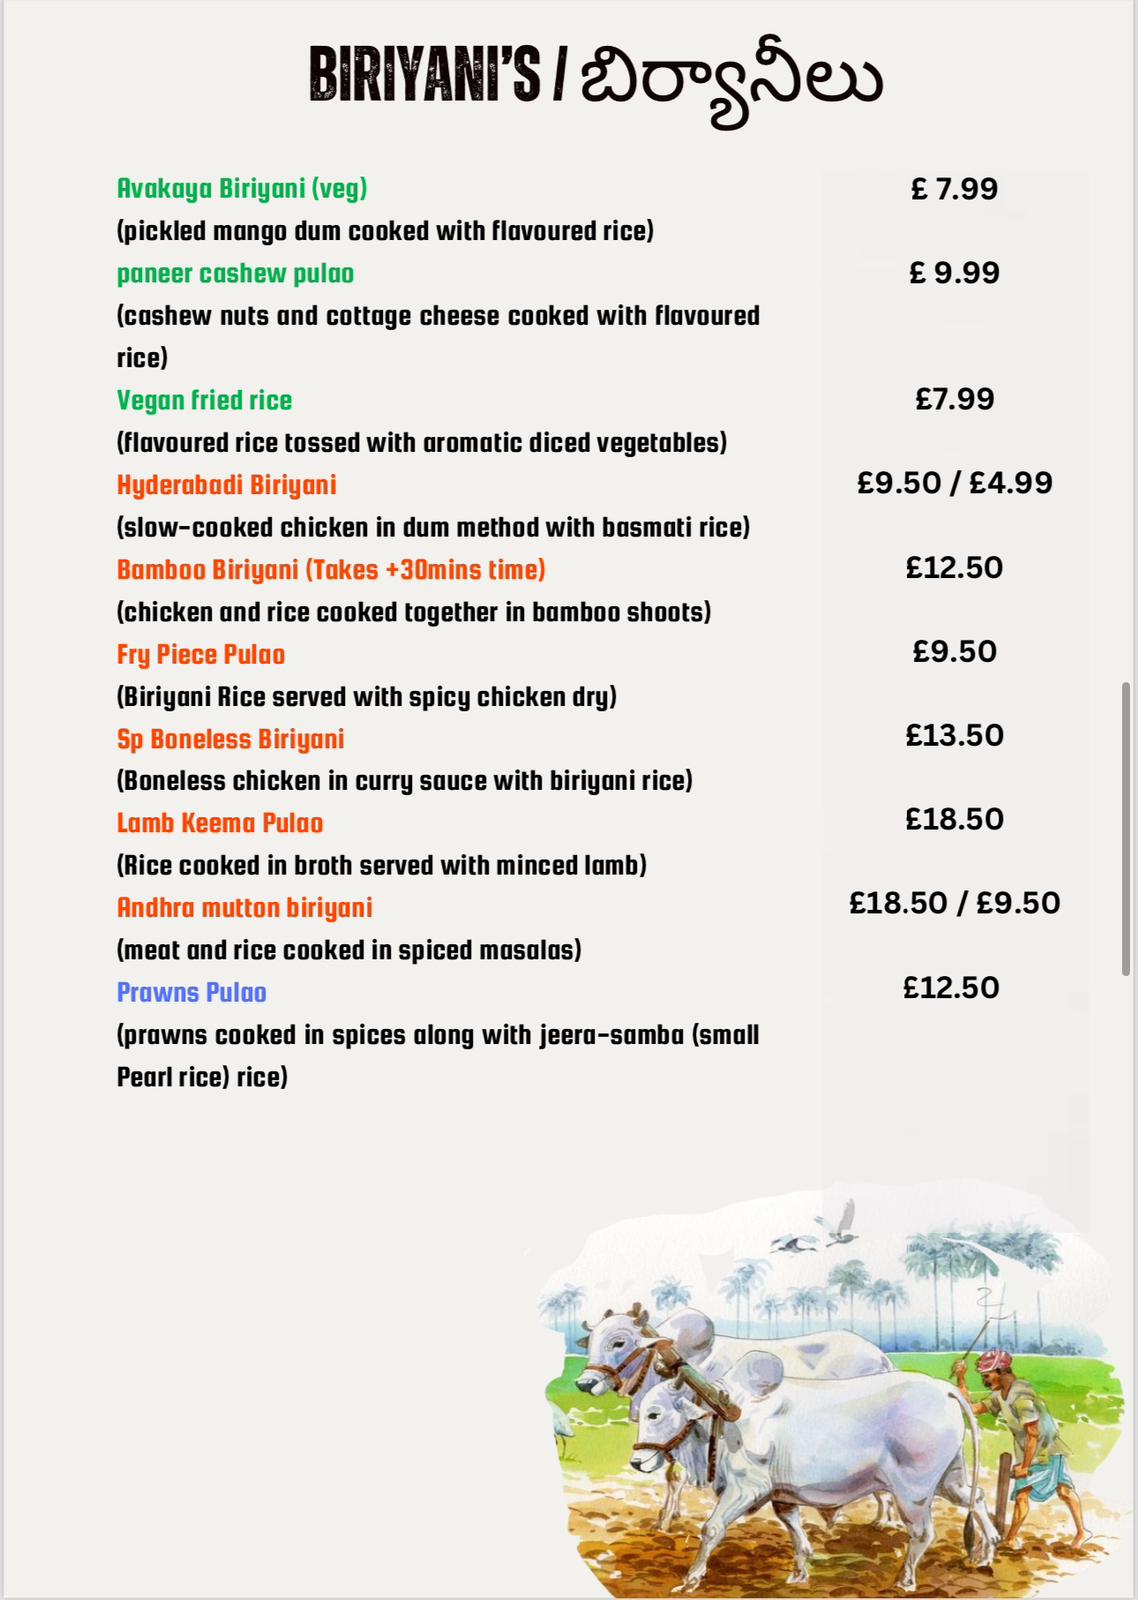 BIRIYANI'S / బిర్యానీలు
Avakaya Biriyani (veg) £ 7.99
(pickled mango dum cooked with flavoured rice)
paneer cashew pulao £ 9.99
(cashew nuts and cottage cheese cooked with flavoured
rice)
Vegan fried rice £7.99
(flavoured rice tossed with aromatic diced vegetables)
Hyderabadi Biriyani £9.50 / £4.99
(slow-cooked chicken in dum method with basmati rice)
Bamboo Biriyani (Takes +30mins time) £12.50
(chicken and rice cooked together in bamboo shoots)
Fry Piece Pulao £9.50
(Biriyani Rice served with spicy chicken dry)
Sp Boneless Biriyani £13.50
(Boneless chicken in curry sauce with biriyani rice)
Lamb Keema Pulao £18.50
(Rice cooked in broth served with minced lamb)
Andhra mutton biriyani £18.50 / £9.50
(meat and rice cooked in spiced masalas)
Prawns Pulao £12.50
(prawns cooked in spices along with jeera-samba (small
Pearl rice) rice)